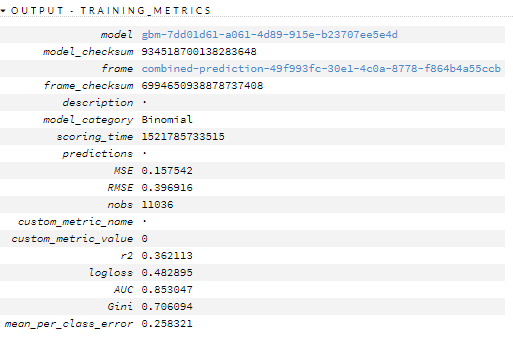 OUTPUT - TRAINING_METRICS
model gbm-7dd01d61-a061-4d89-915e-b23707ee5e4d
model_checksum 934518700138283648
frame combined-prediction-49f993fc-30e1-4c0a-8778-f864b4a55ccb
frame_checksum 6994650938878737408
description ·
model_category Binomial
scoring_time 1521785733515
predictions ·
MSE 0.157542
RMSE 0.396916
nobs 11036
custom_metric_name ·
custom_metric_value 0
r2 0.362113
logloss 0.482895
AUC 0.853047
Gini 0.706094
mean_per_class_error 0.258321